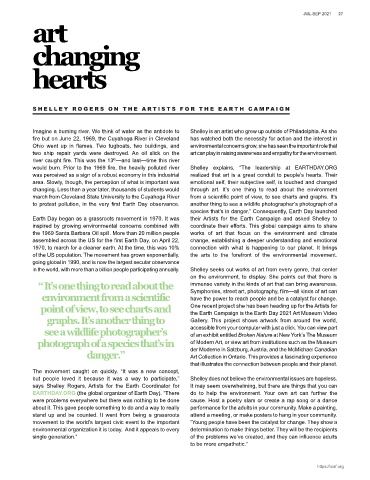 JUL-SEP 2021 27
art
changing
hearts
SHELLEY ROGERS ON THE ARTISTS FOR THE EARTH CAMPAIGN
Imagine a burning river. We think of water as the antidote to
fire but on June 22, 1969, the Cuyahoga River in Cleveland
Ohio went up in flames. Two tugboats, two buildings, and
two ship repair yards were destroyed. An oil slick on the
river caught fire. This was the 13th—and last—time this river
would burn. Prior to the 1969 fire, the heavily polluted river
was perceived as a sign of a robust economy in this industrial
area. Slowly, though, the perception of what is important was
changing. Less than a year later, thousands of students would
march from Cleveland State University to the Cuyahoga River
to protest pollution, in the very first Earth Day observance.
Earth Day began as a grassroots movement in 1970. It was
inspired by growing environmental concerns combined with
the 1969 Santa Barbara Oil spill. More than 20 million people
assembled across the US for the first Earth Day, on April 22,
1970, to march for a cleaner earth. At the time, this was 10%
of the US population. The movement has grown exponentially,
going global in 1990, and is now the largest secular observance
in the world, with more than a billion people participating annually.
“It’s one thing to read about the
environment from a scientific
point of view, to see charts and
graphs. It’s another thing to
see a wildlife photographer’s
photograph of a species that’s in
danger.”
The movement caught on quickly. “It was a new concept,
but people loved it because it was a way to participate,”
says Shelley Rogers, Artists for the Earth Coordinator for
EARTHDAY.ORG (the global organizer of Earth Day). “There
were problems everywhere but there was nothing to be done
about it. This gave people something to do and a way to really
stand up and be counted. It went from being a grassroots
movement to the world’s largest civic event to the important
environmental organization it is today. And it appears to every
single generation.”
Shelley is an artist who grew up outside of Philadelphia. As she
has watched both the necessity for action and the interest in
environmental concerns grow, she has seen the important role that
art can play in raising awareness and empathy for the environment.
Shelley explains, “The leadership at EARTHDAY.ORG
realized that art is a great conduit to people’s hearts. Their
emotional self, their subjective self, is touched and changed
through art. It’s one thing to read about the environment
from a scientific point of view, to see charts and graphs. It’s
another thing to see a wildlife photographer’s photograph of a
species that’s in danger.” Consequently, Earth Day launched
their Artists for the Earth Campaign and asked Shelley to
coordinate their efforts. This global campaign aims to share
works of art that focus on the environment and climate
change, establishing a deeper understanding and emotional
connection with what is happening to our planet. It brings
the arts to the forefront of the environmental movement.
Shelley seeks out works of art from every genre, that center
on the environment, to display. She points out that there is
immense variety in the kinds of art that can bring awareness.
Symphonies, street art, photography, film—all kinds of art can
have the power to reach people and be a catalyst for change.
One recent project she has been heading up for the Artists for
the Earth Campaign is the Earth Day 2021 Art Museum Video
Gallery. This project shows artwork from around the world,
accessible from your computer with just a click. You can view part
of an exhibit entitled Broken Nature at New York’s The Museum
of Modern Art, or view art from institutions such as the Museum
der Moderne in Salzburg, Austria, and the McMichael Canadian
Art Collection in Ontario. This provides a fascinating experience
that illustrates the connection between people and their planet.
Shelley does not believe the environmental issues are hopeless.
It may seem overwhelming, but there are things that you can
do to help the environment. Your own art can further the
cause. Host a poetry slam or create a rap song or a dance
performance for the adults in your community. Make a painting,
attend a meeting, or make posters to hang in your community.
“Young people have been the catalyst for change. They show a
determination to make things better. They will be the recipients
of the problems we’ve created, and they can influence adults
to be more empathetic.”